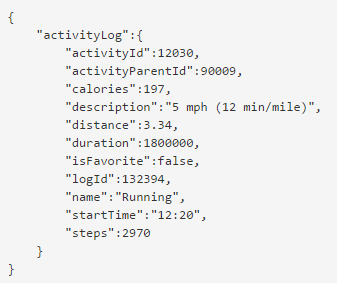 {
    "activityLog":{
        "activityId":12030,
        "activityParentId":90009,
        "calories":197,
        "description":"5 mph (12 min/mile)",
        "distance":3.34,
        "duration":1800000,
        "isFavorite":false,
        "logId":132394,
        "name":"Running",
        "startTime":"12:20",
        "steps":2970
    }
}